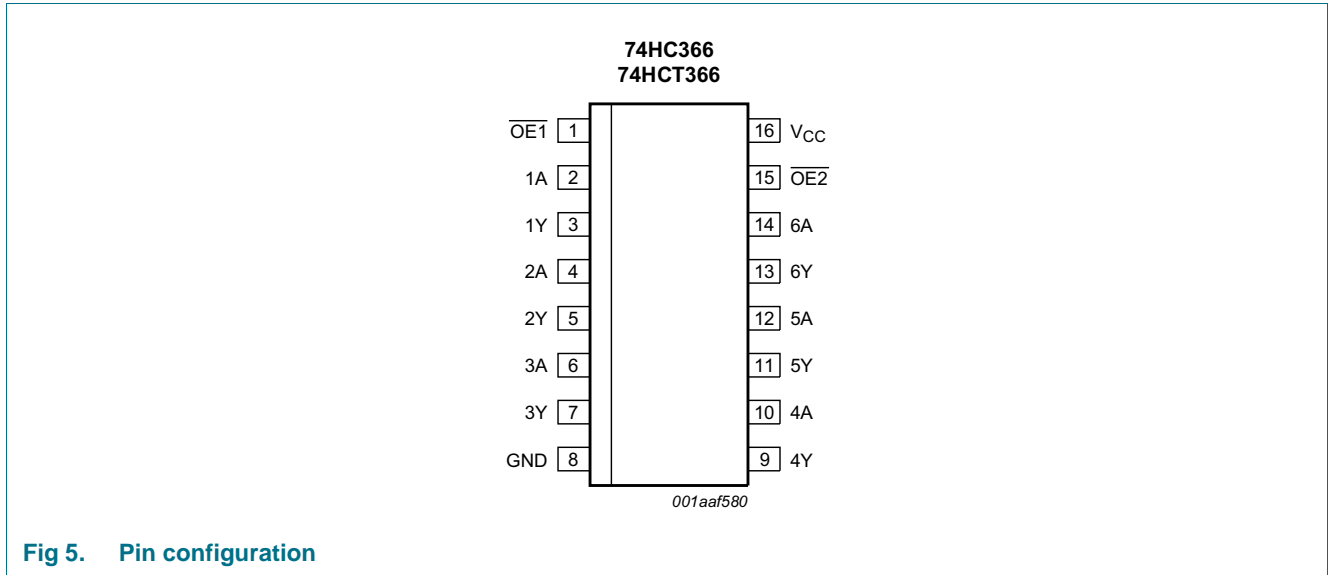 74HC366
74HCT366
OE1 1 16 VCC
1A 2 15 OE2
1Y 3 14 6A
2A 4 13 6Y
2Y 5 12 5A
3A 6 11 5Y
3Y 7 10 4A
GND 8 9 4Y
001aaf580
Fig 5. Pin configuration